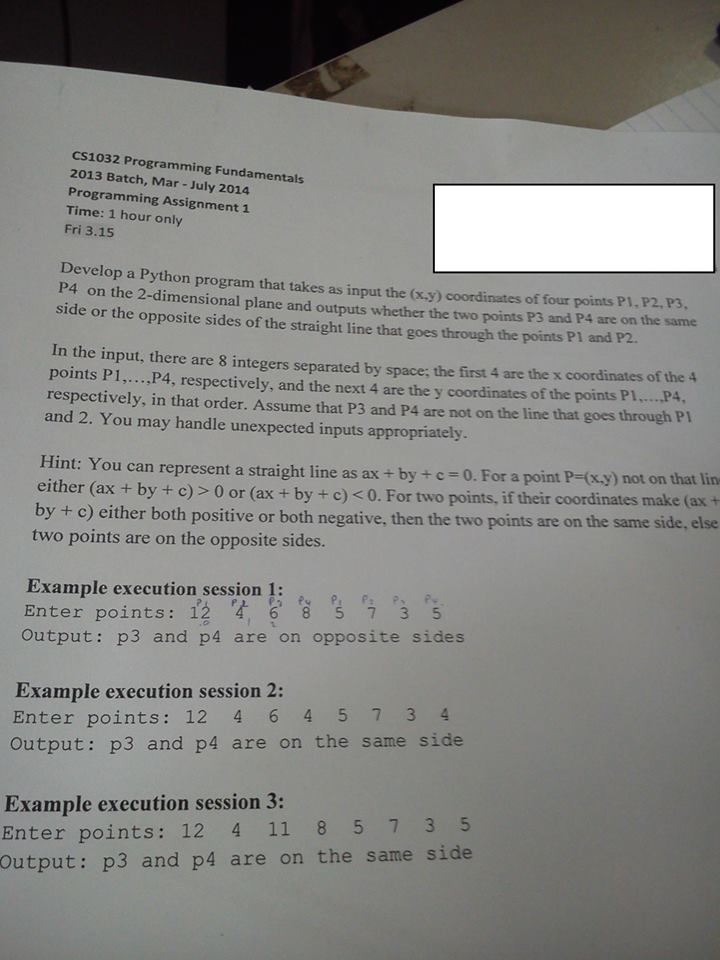 CS1032 Programming Fundamentals
2013 Batch, Mar - July 2014
Programming Assignment 1
Time: 1 hour only
Fri 3.15
Develop a Python program that takes as input the (x,y) coordinates of four points P1, P2, P3,
P4 on the 2-dimensional plane and outputs whether the two points P3 and P4 are on the same
side or the opposite sides of the straight line that goes through the points P1 and P2.
In the input, there are 8 integers separated by space; the first 4 are the x coordinates of the 4
points P1,...,P4, respectively, and the next 4 are the y coordinates of the points P1,...,P4,
respectively, in that order. Assume that P3 and P4 are not on the line that goes through P1
and 2. You may handle unexpected inputs appropriately.
Hint: You can represent a straight line as ax + by + c = 0. For a point P=(x,y) not on that lin
either (ax + by + c) > 0 or (ax + by + c) < 0. For two points, if their coordinates make (ax +
by + c) either both positive or both negative, then the two points are on the same side, else
two points are on the opposite sides.
Example execution session 1:
P1 P2 P3 P4 P1 P2 P3 P4
Enter points: 12 4 6 8 5 7 3 5
0 1 2
Output: p3 and p4 are on opposite sides
Example execution session 2:
Enter points: 12 4 6 4 5 7 3 4
Output: p3 and p4 are on the same side
Example execution session 3:
Enter points: 12 4 11 8 5 7 3 5
Output: p3 and p4 are on the same side